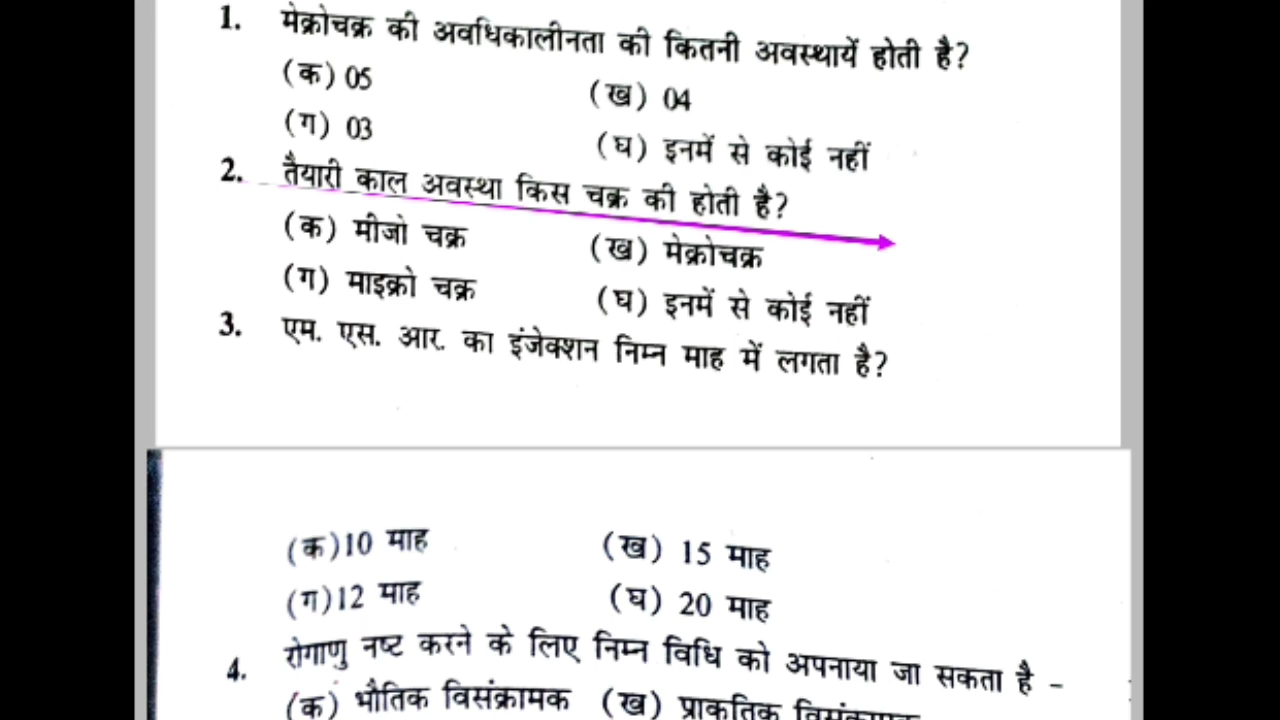 1. मेक्रोचक्र की अवधिकालीनता की कितनी अवस्थायें होती है?
(क) 05 (ख) 04
(ग) 03 (घ) इनमें से कोई नहीं
2. तैयारी काल अवस्था किस चक्र की होती है?
(क) मीजो चक्र (ख) मेक्रोचक्र
(ग) माइक्रो चक्र (घ) इनमें से कोई नहीं
3. एम. एस. आर. का इंजेक्शन निम्न माह में लगता है?
(क)10 माह (ख) 15 माह
(ग)12 माह (घ) 20 माह
4. रोगाणु नष्ट करने के लिए निम्न विधि को अपनाया जा सकता है –
(क) भौतिक विसंक्रामक (ख) प्राकृतिक विसंक्रामक